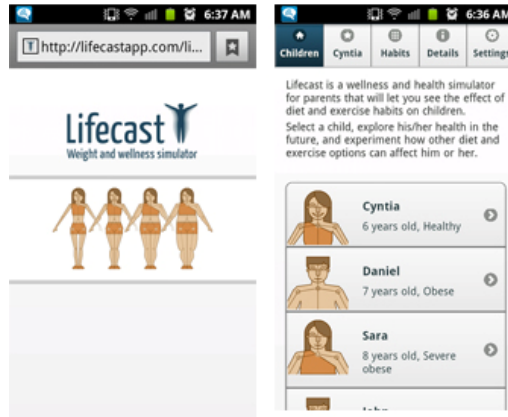 6:37 AM
http://lifecastapp.com/li...
Lifecast
Weight and wellness simulator
6:36 AM
Children Cyntia Habits Details Settings
Lifecast is a wellness and health simulator
for parents that will let you see the effect of
diet and exercise habits on children.
Select a child, explore his/her health in the
future, and experiment how other diet and
exercise options can affect him or her.
Cyntia
6 years old, Healthy
Daniel
7 years old, Obese
Sara
8 years old, Severe
obese